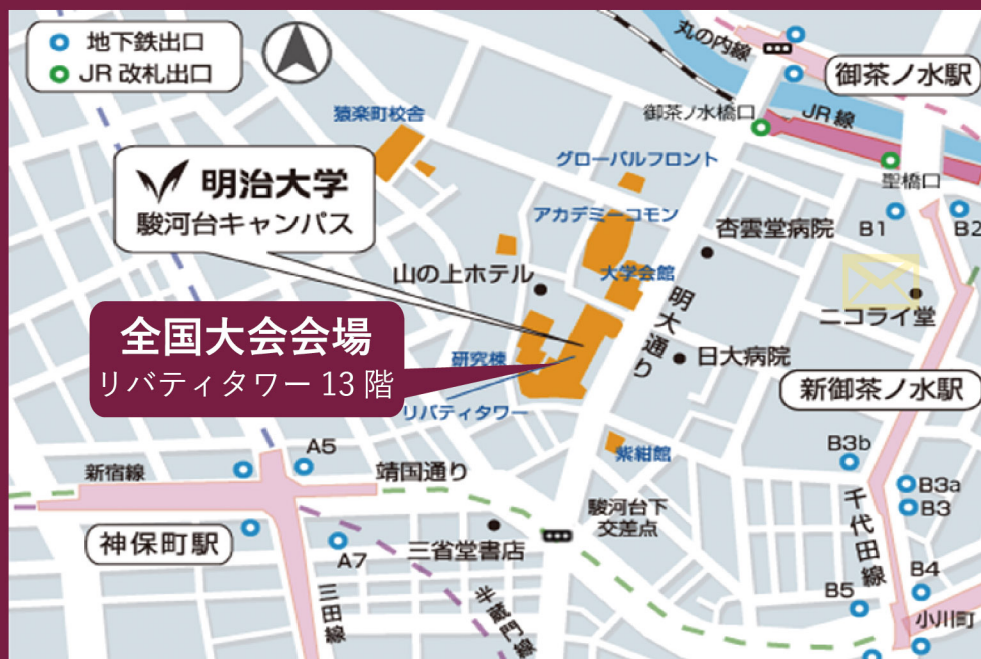 地下鉄出口
JR 改札出口
丸の内線
御茶ノ水駅
猿楽町校舎
御茶ノ水橋口
JR 線
グローバルフロント
聖橋口
明治大学
駿河台キャンパス
アカデミーコモン
杏雲堂病院
B1
B2
山の上ホテル
大学会館
明大通り
ニコライ堂
全国大会会場
リバティタワー 13 階
研究棟
日大病院
新御茶ノ水駅
リバティタワー
紫紺館
B3b
A5
新宿線
靖国通り
B3a
B3
駿河台下
交差点
千代田線
神保町駅
A7
三省堂書店
三田線
半蔵門線
B4
B5
小川町